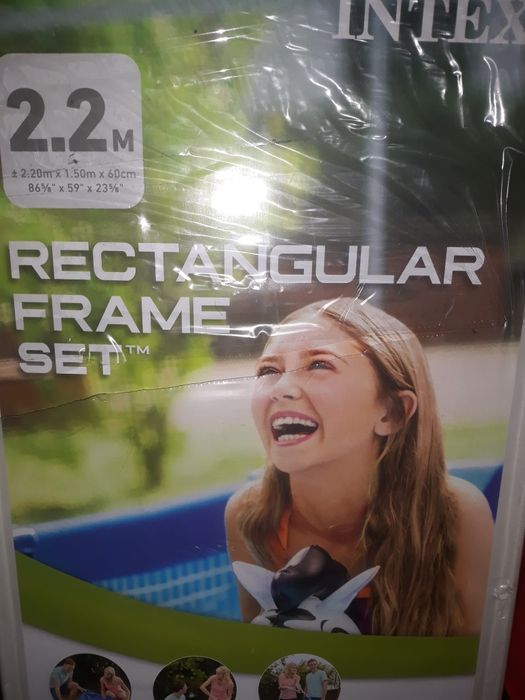 INTEX
2.2M
± 2.20m x 1.50m x 60cm
86⅝" x 59" x 23⅝"
RECTANGULAR
FRAME
SET™